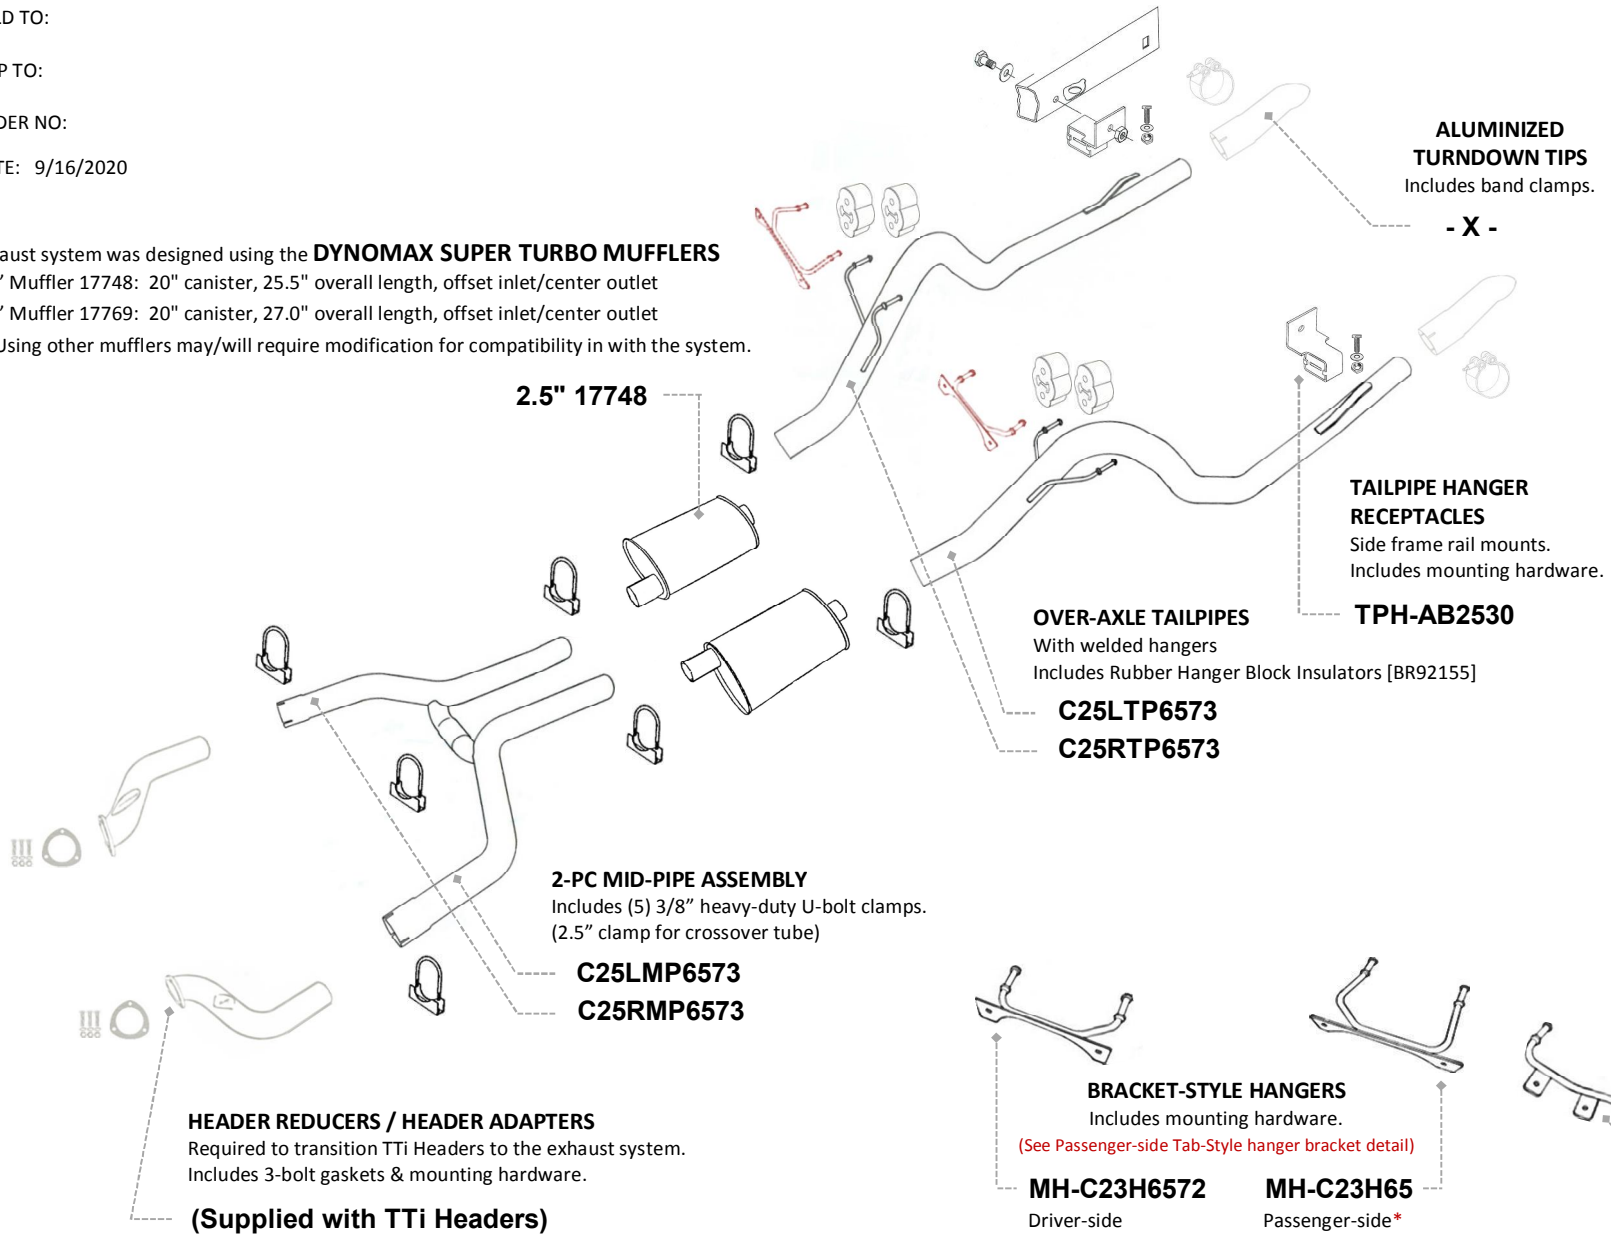 LD TO:
P TO:
DER NO:
TE: 9/16/2020
haust system was designed using the DYNOMAX SUPER TURBO MUFFLERS
" Muffler 17748: 20" canister, 25.5" overall length, offset inlet/center outlet
" Muffler 17769: 20" canister, 27.0" overall length, offset inlet/center outlet
Using other mufflers may/will require modification for compatibility in with the system.
2.5" 17748
ALUMINIZED
TURNDOWN TIPS
Includes band clamps.
- X -
TAILPIPE HANGER
RECEPTACLES
Side frame rail mounts.
Includes mounting hardware.
TPH-AB2530
OVER-AXLE TAILPIPES
With welded hangers
Includes Rubber Hanger Block Insulators [BR92155]
C25LTP6573
C25RTP6573
2-PC MID-PIPE ASSEMBLY
Includes (5) 3/8” heavy-duty U-bolt clamps.
(2.5” clamp for crossover tube)
C25LMP6573
C25RMP6573
HEADER REDUCERS / HEADER ADAPTERS
Required to transition TTi Headers to the exhaust system.
Includes 3-bolt gaskets & mounting hardware.
(Supplied with TTi Headers)
BRACKET-STYLE HANGERS
Includes mounting hardware.
(See Passenger-side Tab-Style hanger bracket detail)
MH-C23H6572
Driver-side
MH-C23H65
Passenger-side*